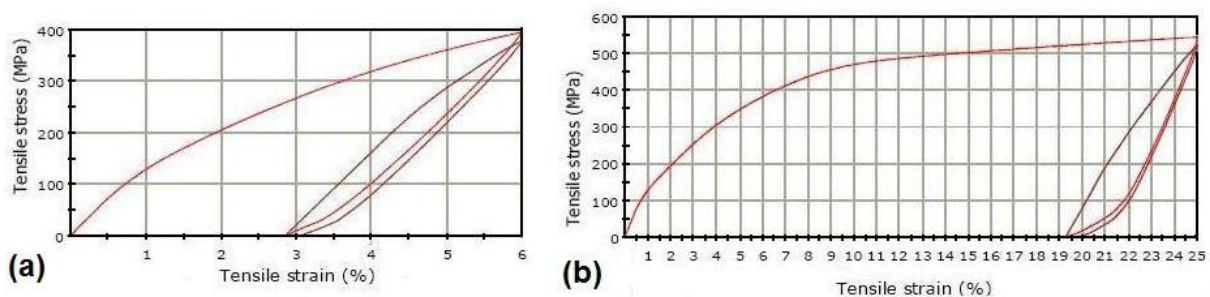 400
300
200
100
0
Tensile stress (MPa)
1 2 3 4 5 6
Tensile strain (%)
(a)
600
500
400
300
200
100
0
Tensile stress (MPa)
1 2 3 4 5 6 7 8 9 10 11 12 13 14 15 16 17 18 19 20 21 22 23 24 25
Tensile strain (%)
(b)